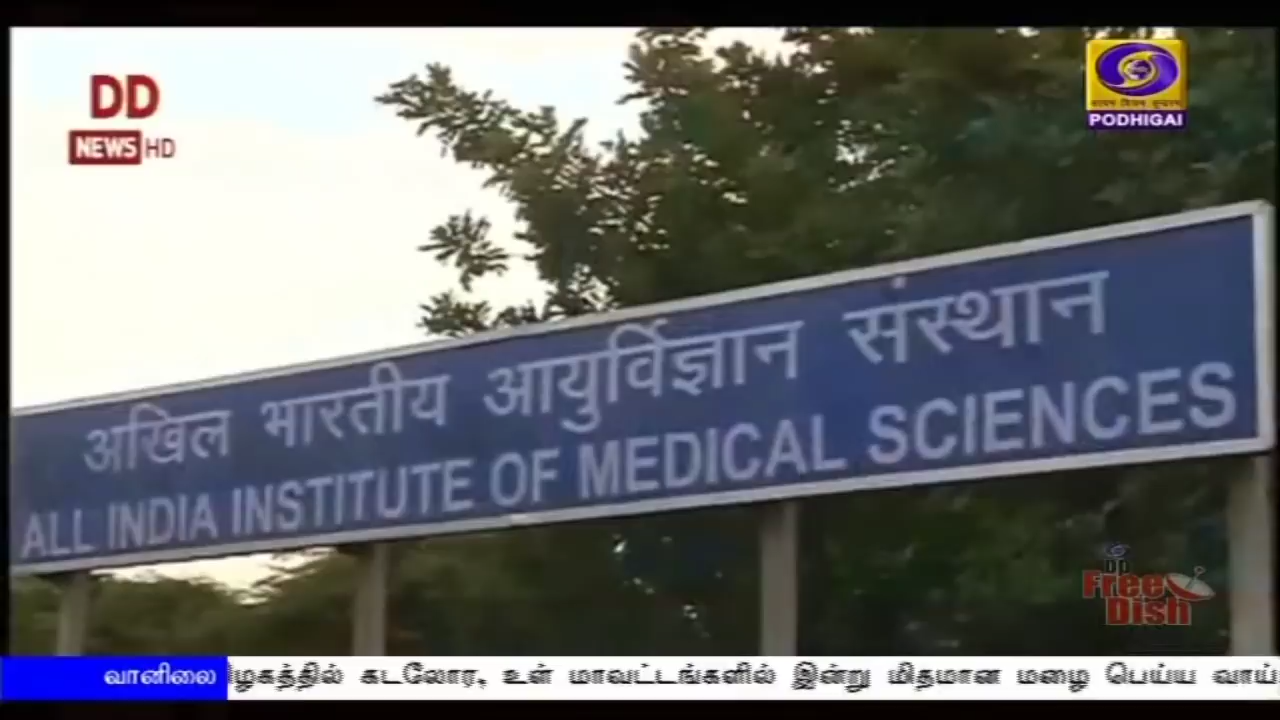 DD
NEWS HD
PODHIGAI
अखिल भारतीय आयुर्विज्ञान संस्थान
ALL INDIA INSTITUTE OF MEDICAL SCIENCES
DD
Free
Dish
வானிலை
ழகத்தில் கடலோர, உள் மாவட்டங்களில் இன்று மிதமான மழை பெய்ய வாய்